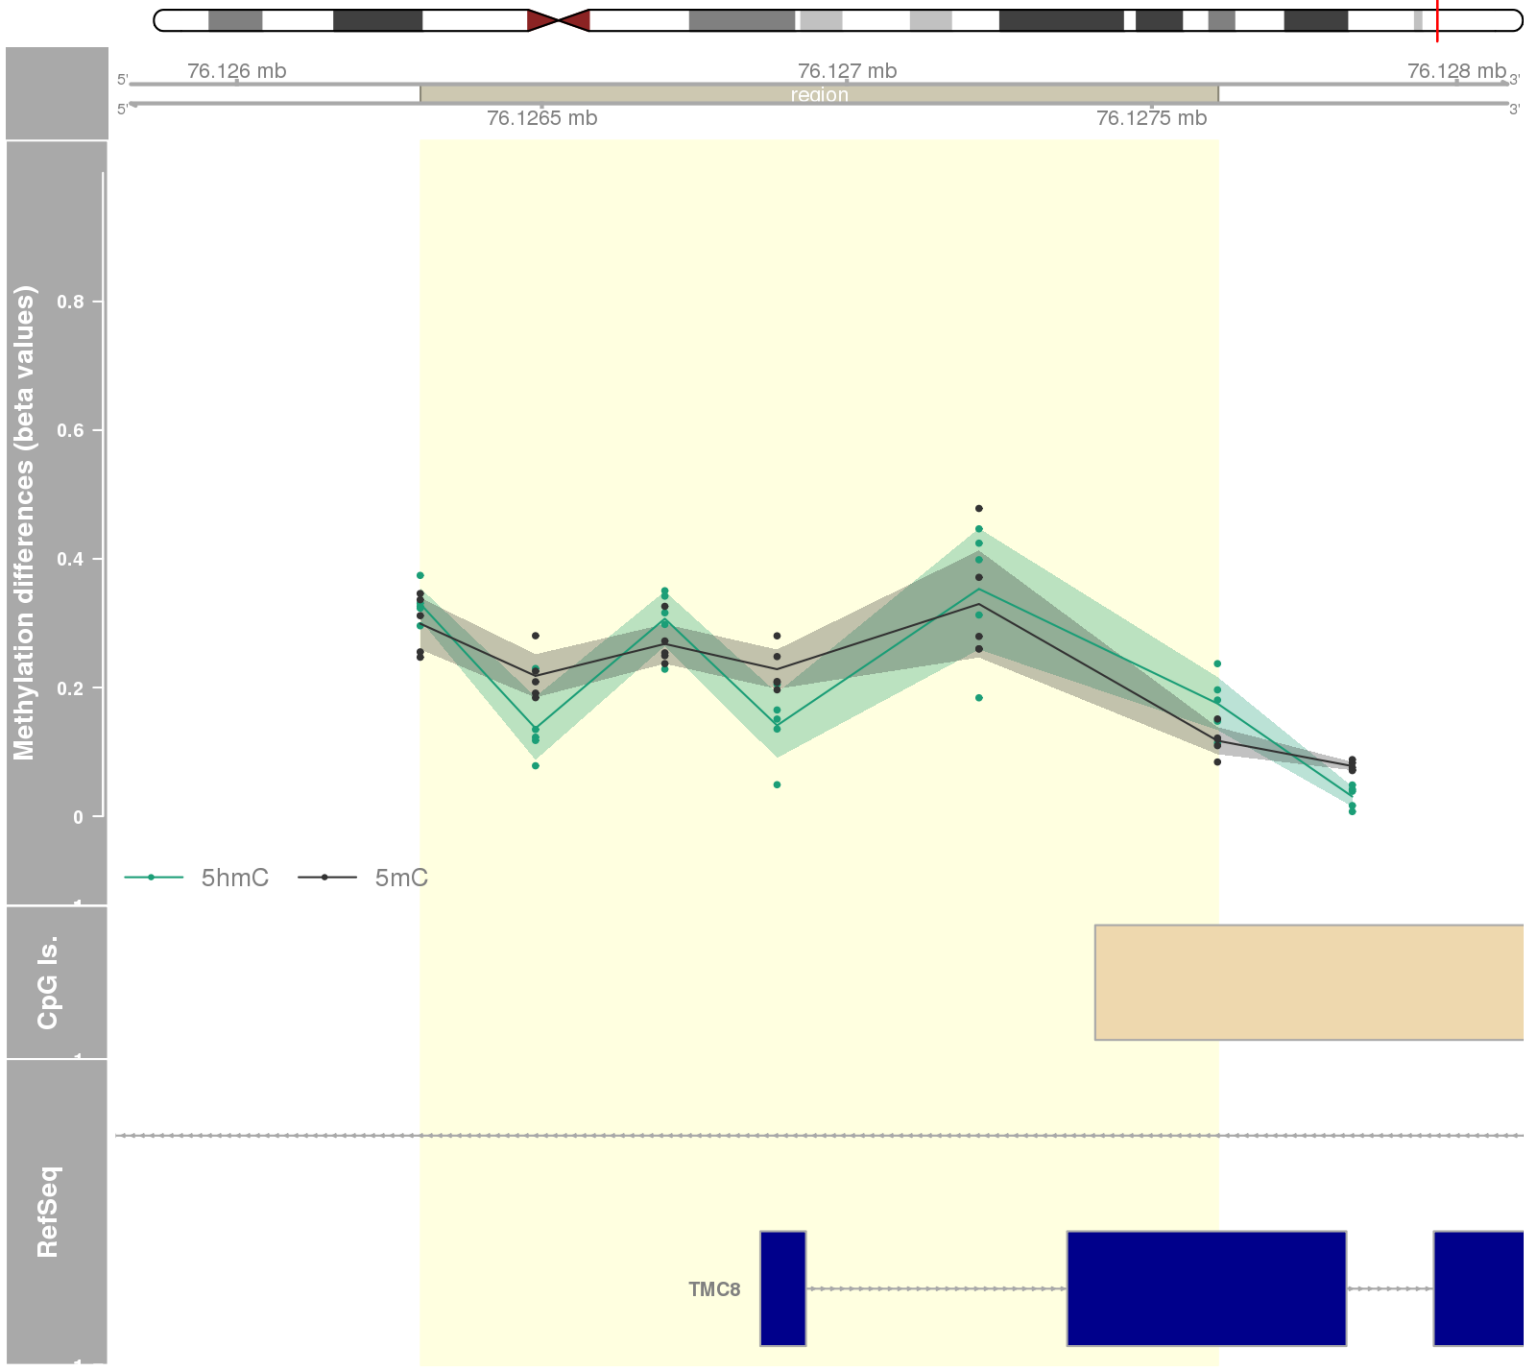 76.126 mb 76.127 mb 76.128 mb
5' 3'
region
5' 3'
76.1265 mb 76.1275 mb
Methylation differences (beta values)
0.8
0.6
0.4
0.2
0
5hmC 5mC
CpG Is.
RefSeq
TMC8